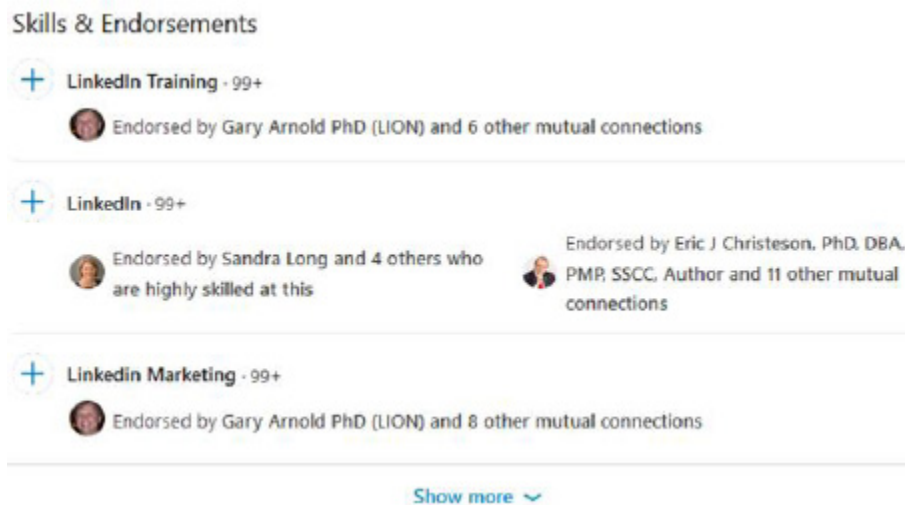 Skills & Endorsements
LinkedIn Training · 99+
Endorsed by Gary Arnold PhD (LION) and 6 other mutual connections
LinkedIn · 99+
Endorsed by Sandra Long and 4 others who
are highly skilled at this
Endorsed by Eric J Christeson, PhD, DBA,
PMP, SSCC, Author and 11 other mutual
connections
Linkedin Marketing · 99+
Endorsed by Gary Arnold PhD (LION) and 8 other mutual connections
Show more